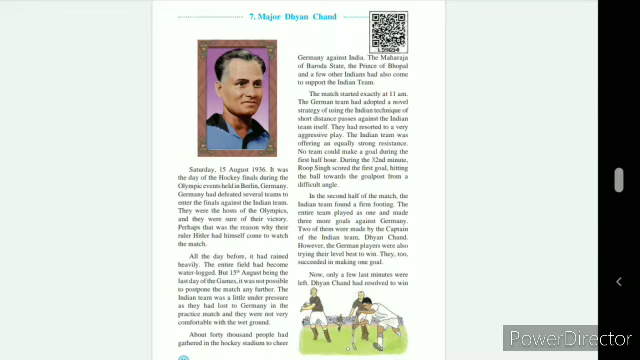 7. Major Dhyan Chand
L5965Y
Saturday, 15 August 1936. It was
the day of the Hockey finals during the
Olympic events held in Berlin, Germany.
Germany had defeated several teams to
enter the finals against the Indian team.
They were the hosts of the Olympics,
and they were sure of their victory.
Perhaps that was the reason why their
ruler Hitler had himself come to watch
the match.
All the day before, it had rained
heavily. The entire field had become
water-logged. But 15th August being the
last day of the Games, it was not possible
to postpone the match any further. The
Indian team was a little under pressure
as they had lost to Germany in the
practice match and they were not very
comfortable with the wet ground.
About forty thousand people had
gathered in the hockey stadium to cheer
Germany against India. The Maharaja
of Baroda State, the Prince of Bhopal
and a few other Indians had also come
to support the Indian Team.
The match started exactly at 11 am.
The German team had adopted a novel
strategy of using the Indian technique of
short distance passes against the Indian
team itself. They had resorted to a very
aggressive play. The Indian team was
offering an equally strong resistance.
No team could make a goal during the
first half hour. During the 32nd minute,
Roop Singh scored the first goal, hitting
the ball towards the goalpost from a
difficult angle.
In the second half of the match, the
Indian team found a firm footing. The
entire team played as one and made
three more goals against Germany.
Two of them were made by the Captain
of the Indian team, Dhyan Chand.
However, the German players were also
trying their level best to win. They, too,
succeeded in making one goal.
Now, only a few last minutes were
left. Dhyan Chand had resolved to win
PowerDirector